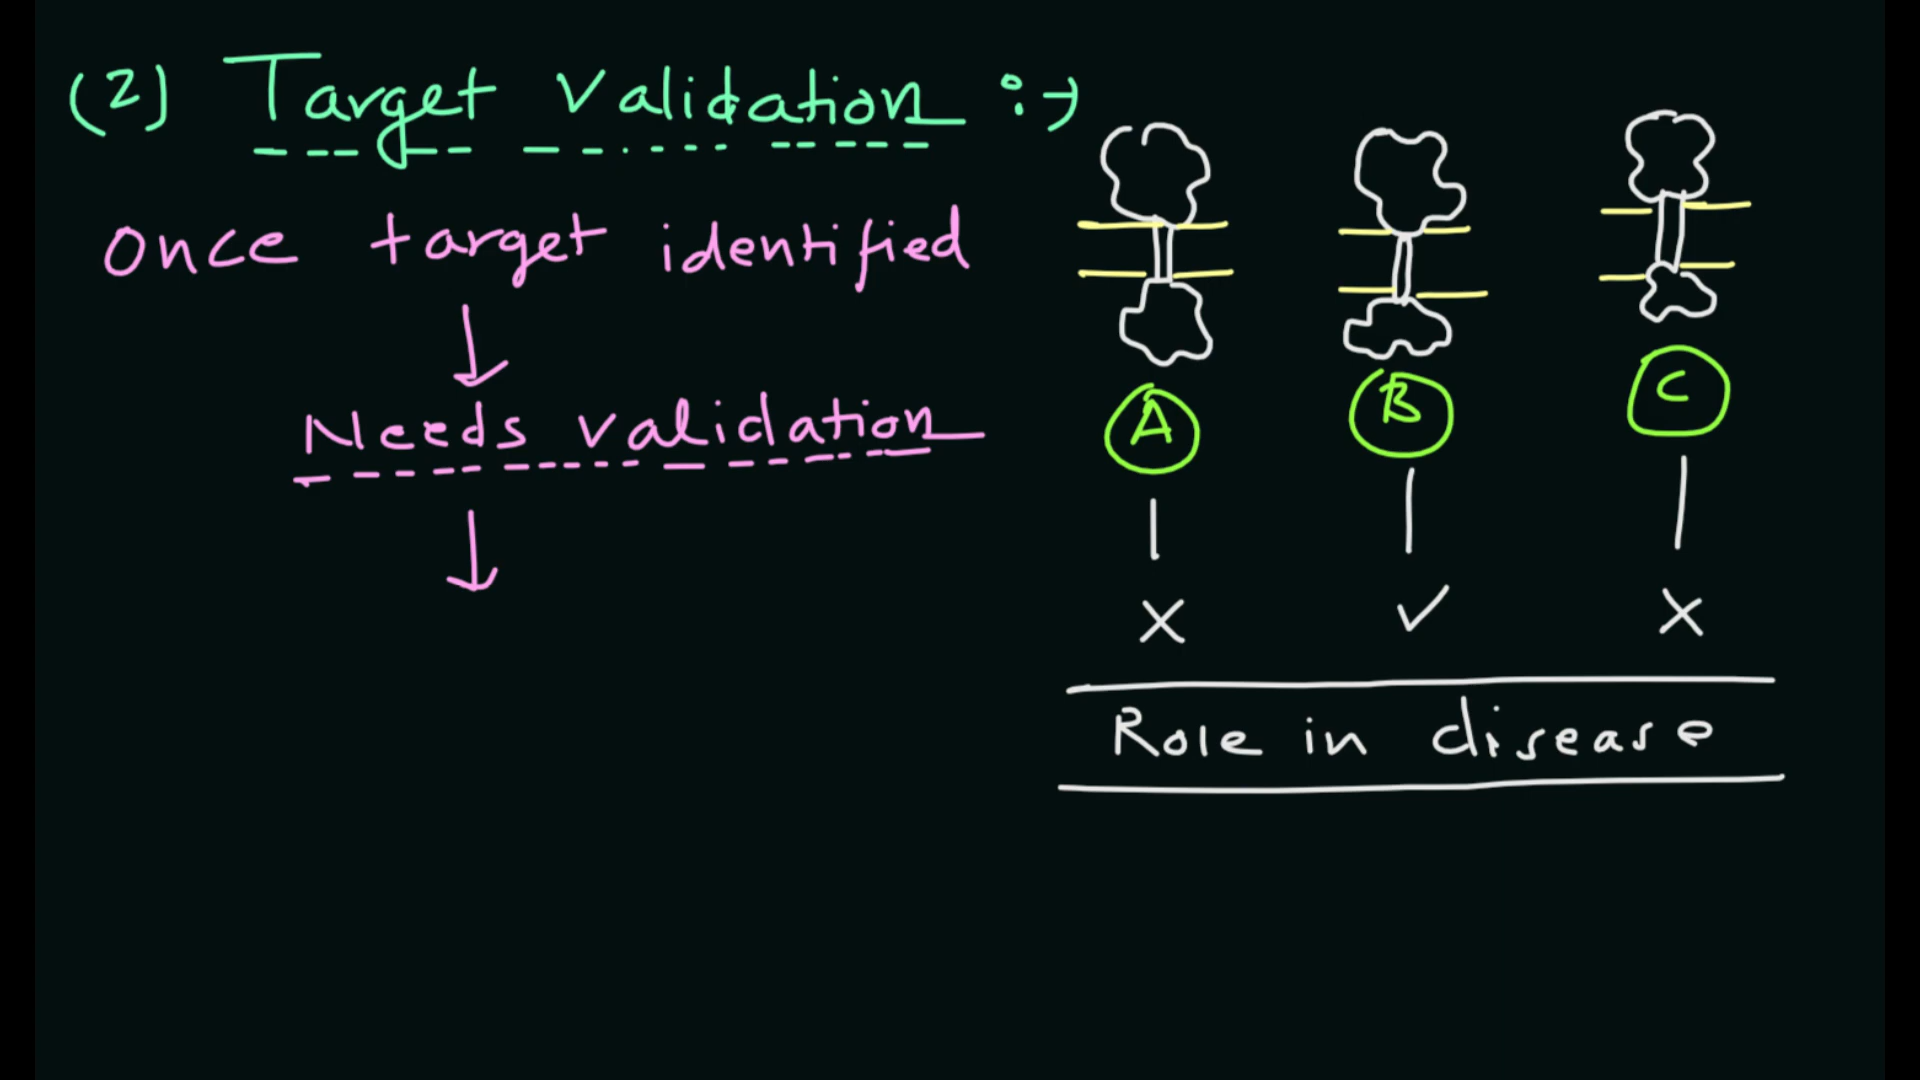 (2) Target Validation :-
Once target identified
↓
Needs validation
↓
A B C
× ✓ ×
Role in disease